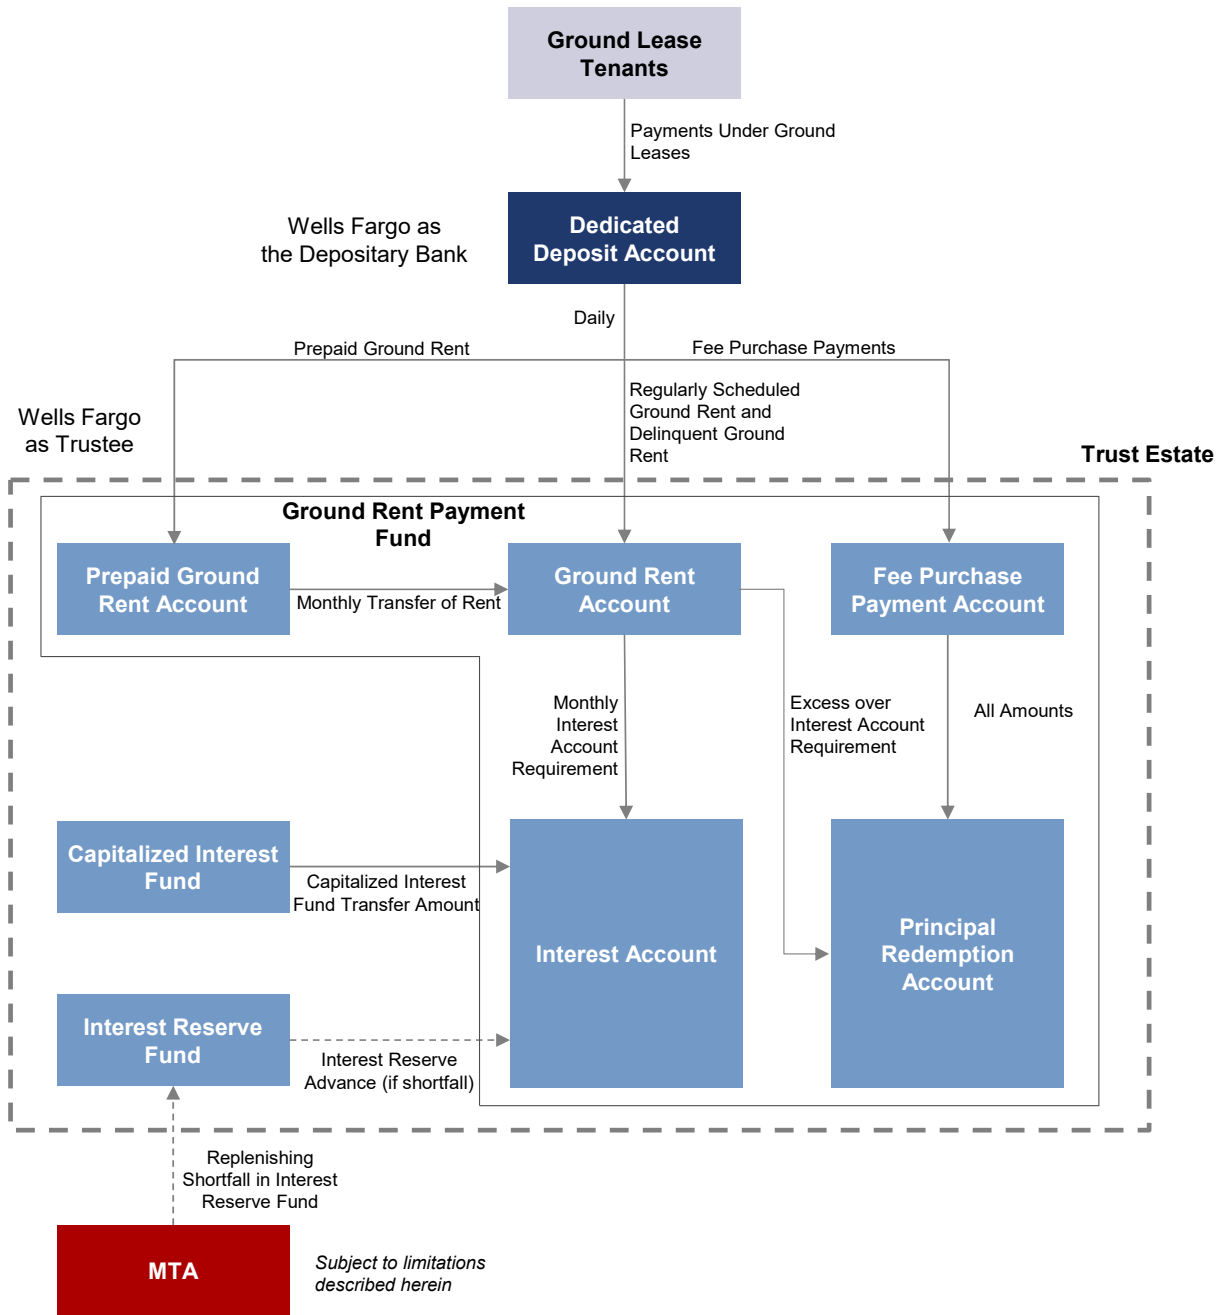 Ground Lease
Tenants
Payments Under Ground
Leases
Wells Fargo as
the Depositary Bank
Dedicated
Deposit Account
Daily
Prepaid Ground Rent
Fee Purchase Payments
Regularly Scheduled
Ground Rent and
Delinquent Ground
Rent
Wells Fargo
as Trustee
Trust Estate
Ground Rent Payment
Fund
Prepaid Ground
Rent Account
Monthly Transfer of Rent
Ground Rent
Account
Fee Purchase
Payment Account
Monthly
Interest
Account
Requirement
Excess over
Interest Account
Requirement
All Amounts
Capitalized Interest
Fund
Capitalized Interest
Fund Transfer Amount
Interest Account
Principal
Redemption
Account
Interest Reserve
Fund
Interest Reserve
Advance (if shortfall)
Replenishing
Shortfall in Interest
Reserve Fund
MTA
Subject to limitations
described herein